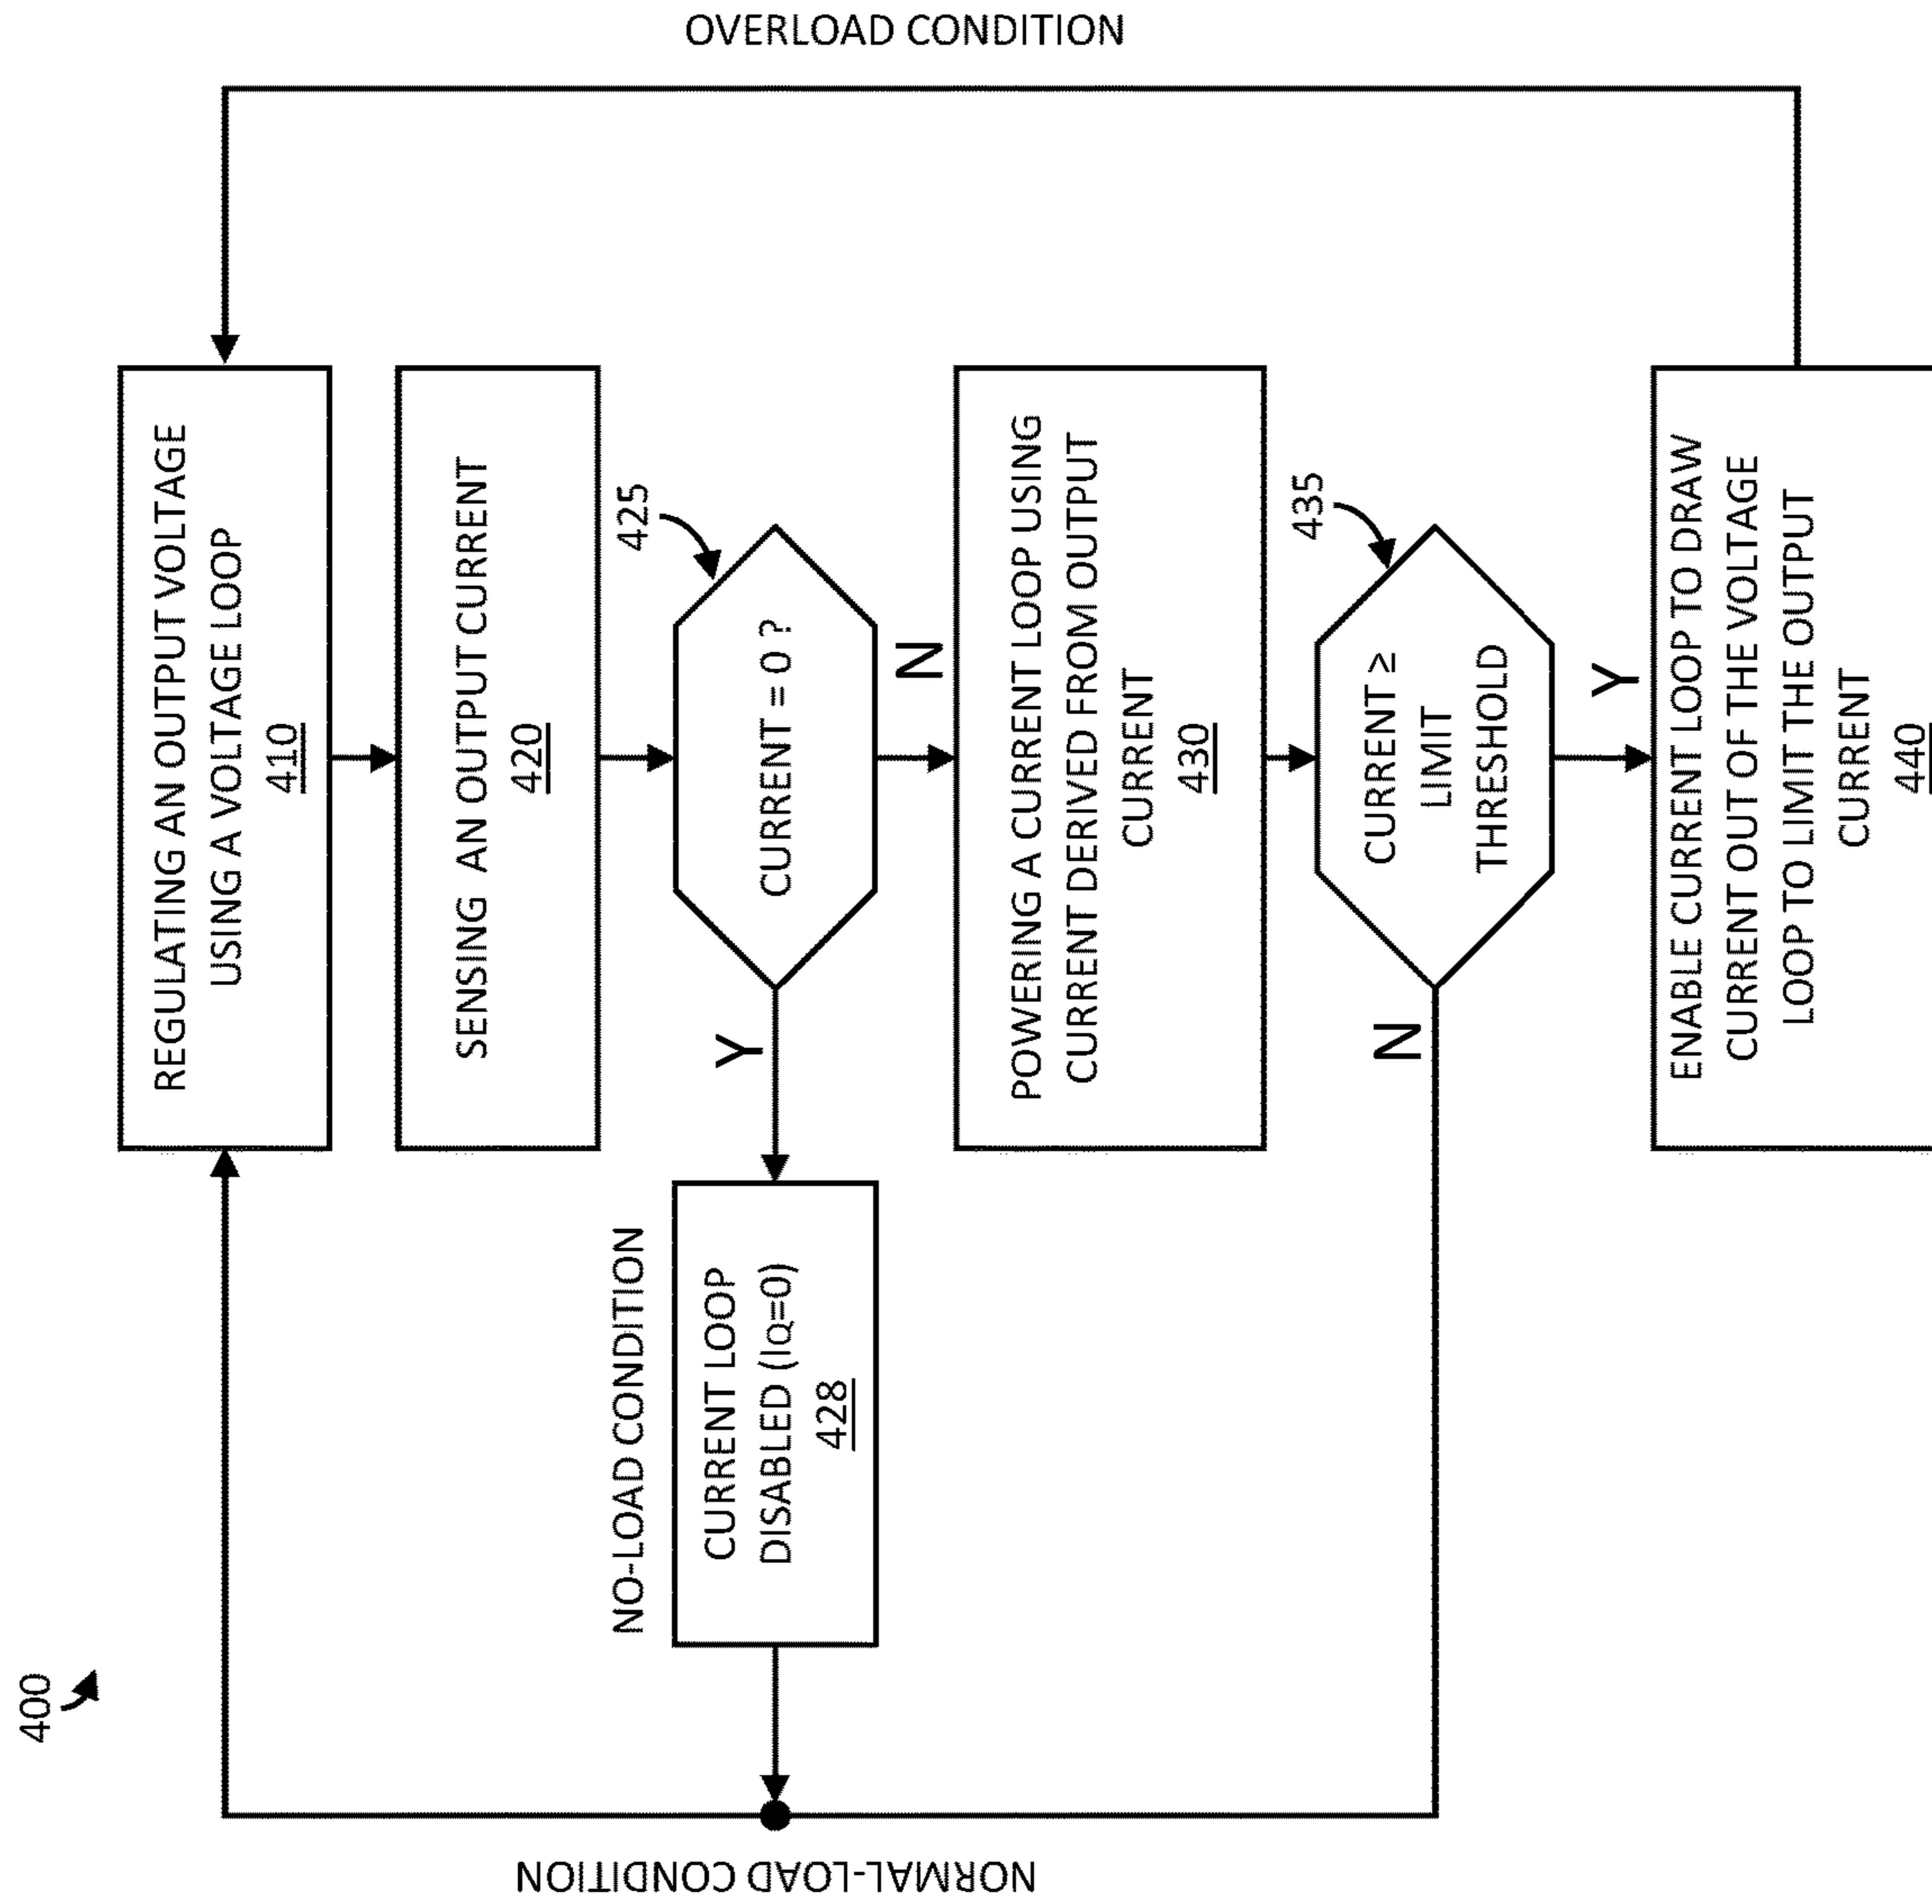 400
REGULATING AN OUTPUT VOLTAGE
USING A VOLTAGE LOOP
410
SENSING AN OUTPUT CURRENT
420
425
CURRENT = 0 ?
Y
N
NO-LOAD CONDITION
CURRENT LOOP
DISABLED (IQ=0)
428
POWERING A CURRENT LOOP USING
CURRENT DERIVED FROM OUTPUT
CURRENT
430
435
CURRENT ≥
LIMIT
THRESHOLD
N
Y
ENABLE CURRENT LOOP TO DRAW
CURRENT OUT OF THE VOLTAGE
LOOP TO LIMIT THE OUTPUT
CURRENT
440
NORMAL-LOAD CONDITION
OVERLOAD CONDITION